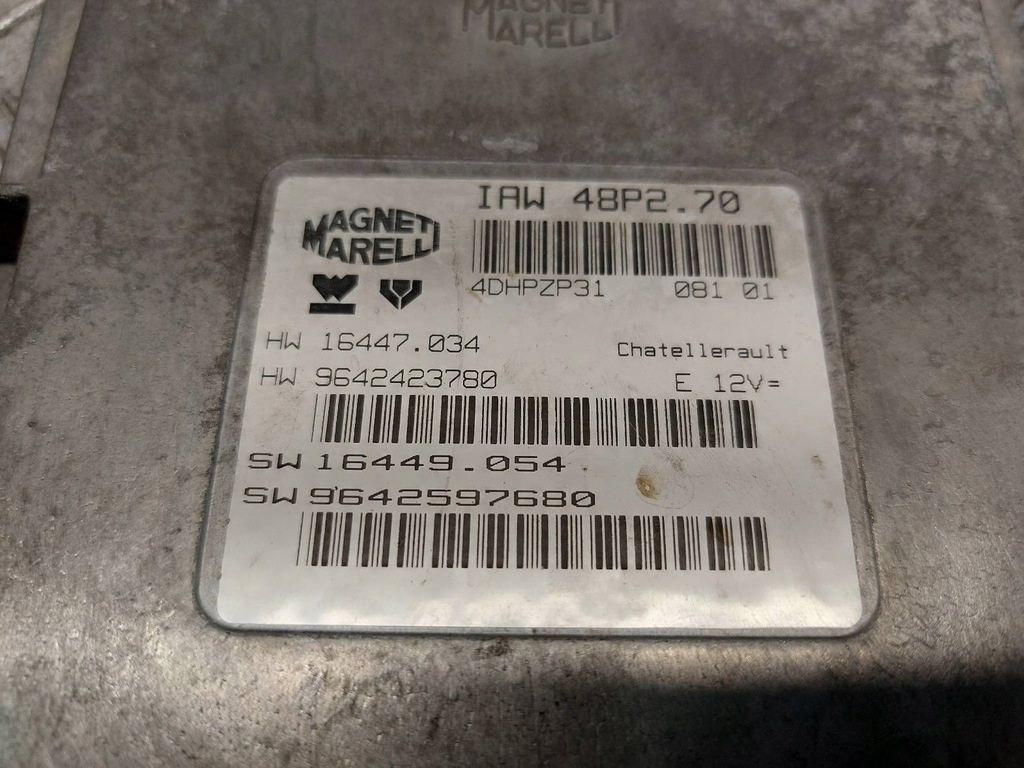 MAGNETI
MARELLI
IAW 48P2.70
MAGNETI
MARELLI
4DHPZP31 081 01
HW 16447.034
Chatellerault
HW 9642423780
E 12V=
SW 16449.054
SW 9642597680